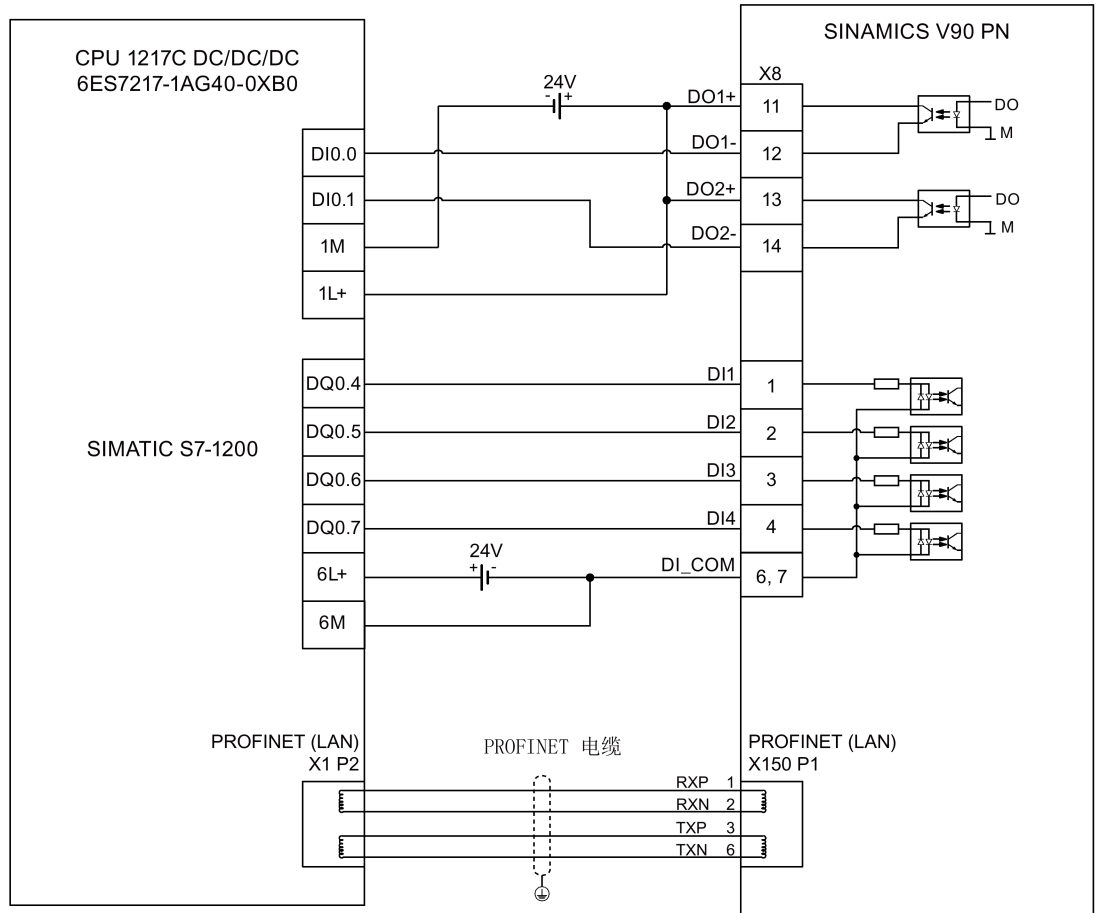 SINAMICS V90 PN
CPU 1217C DC/DC/DC
6ES7217-1AG40-0XB0
24V
- +
X8
DO1+
11
DO
M
DI0.0
DO1-
12
DI0.1
DO2+
13
DO
M
1M
DO2-
14
1L+
DQ0.4
DI1
1
DQ0.5
DI2
2
SIMATIC S7-1200
DQ0.6
DI3
3
DQ0.7
DI4
4
24V
+ -
6L+
DI_COM
6, 7
6M
PROFINET (LAN)
X1 P2
PROFINET 电缆
PROFINET (LAN)
X150 P1
RXP 1
RXN 2
TXP 3
TXN 6